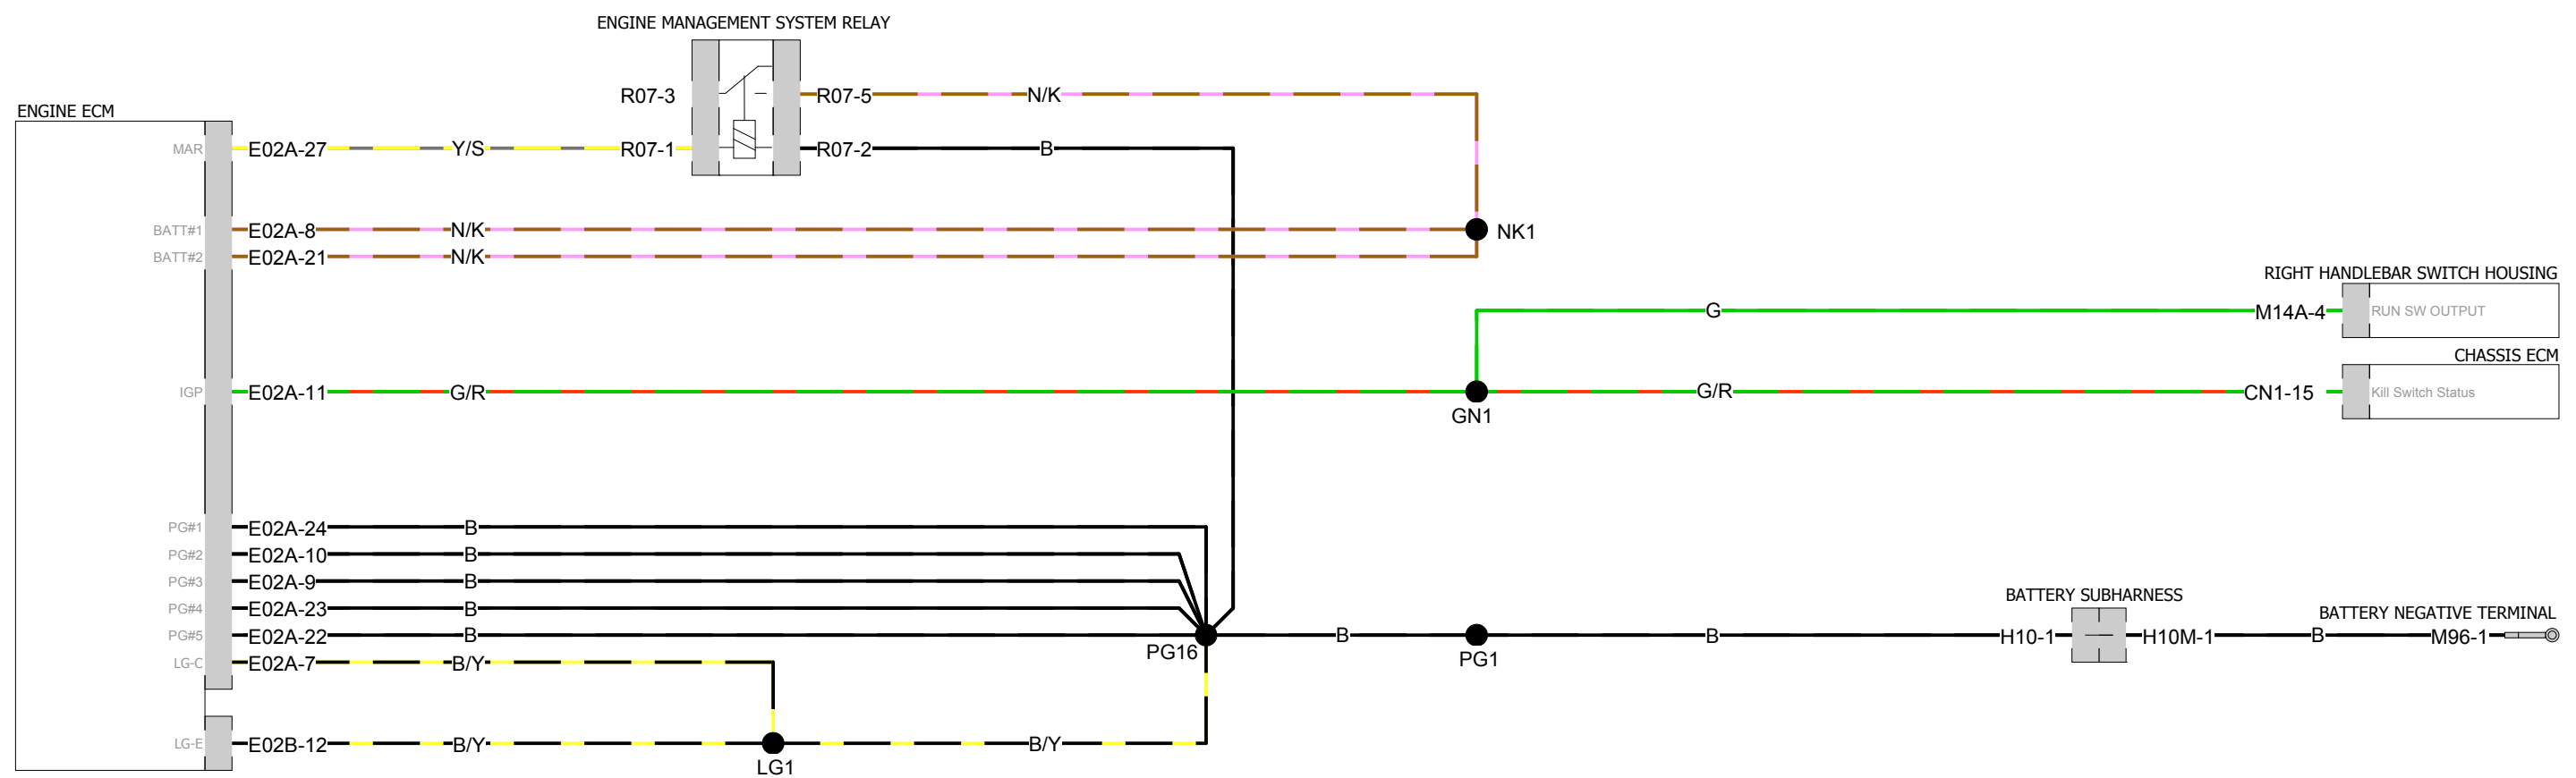 ENGINE MANAGEMENT SYSTEM RELAY
R07-3
R07-5
N/K
ENGINE ECM
MAR
E02A-27
Y/S
R07-1
R07-2
B
BATT#1
E02A-8
N/K
NK1
BATT#2
E02A-21
N/K
RIGHT HANDLEBAR SWITCH HOUSING
G
M14A-4
RUN SW OUTPUT
CHASSIS ECM
IGP
E02A-11
G/R
GN1
G/R
CN1-15
Kill Switch Status
PG#1
E02A-24
B
PG#2
E02A-10
B
PG#3
E02A-9
B
PG#4
E02A-23
B
BATTERY SUBHARNESS
BATTERY NEGATIVE TERMINAL
PG#5
E02A-22
B
PG16
B
PG1
B
H10-1
H10M-1
B
M96-1
LG-C
E02A-7
B/Y
LG-E
E02B-12
B/Y
LG1
B/Y